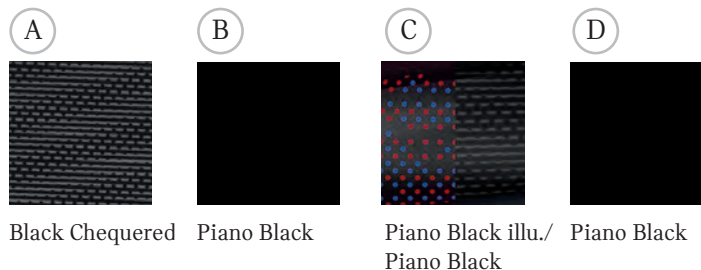 A
B
C
D
Black Chequered
Piano Black
Piano Black illu./
Piano Black
Piano Black